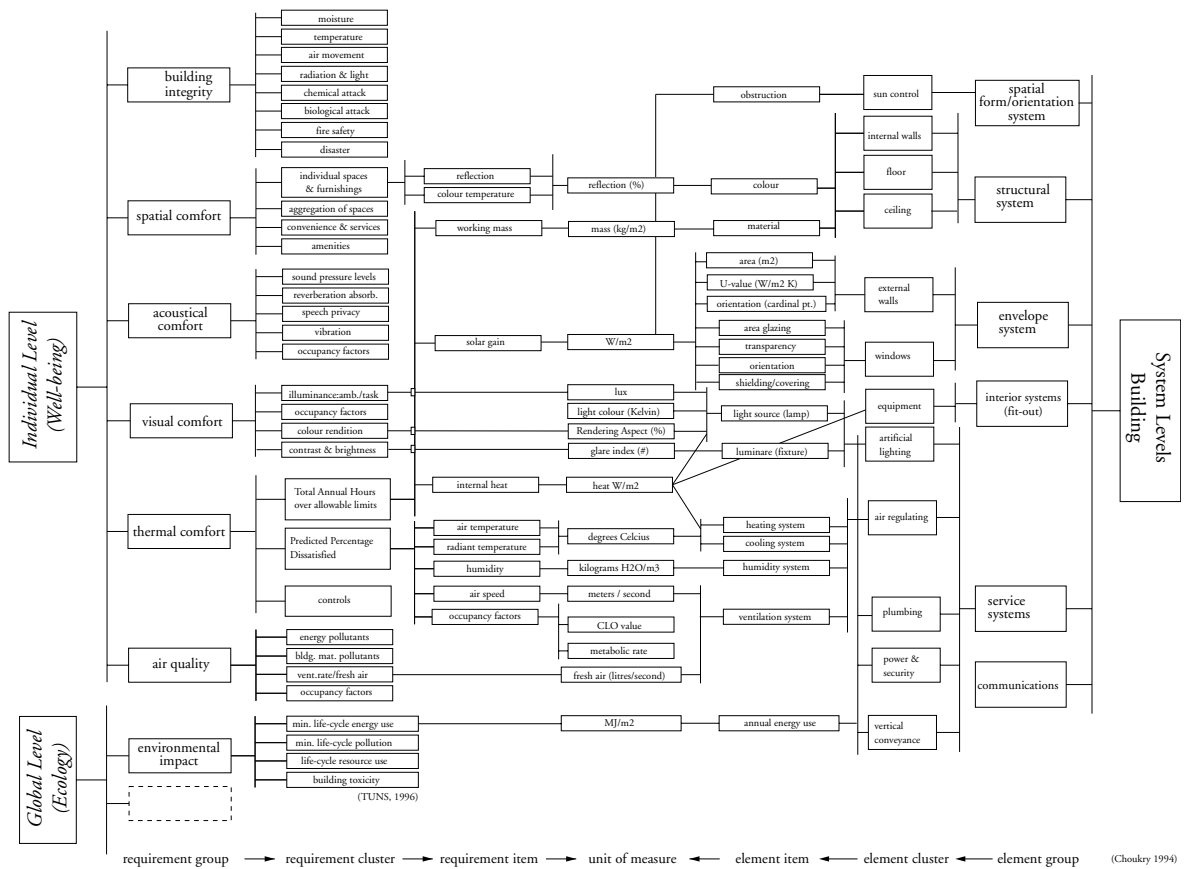 Individual Level
(Well-being)
Global Level
(Ecology)
building
integrity
spatial comfort
acoustical
comfort
visual comfort
thermal comfort
air quality
environmental
impact
moisture
temperature
air movement
radiation & light
chemical attack
biological attack
fire safety
disaster
individual spaces
& furnishings
aggregation of spaces
convenience & services
amenities
sound pressure levels
reverberation absorb.
speech privacy
vibration
occupancy factors
illuminance:amb./task
occupancy factors
colour rendition
contrast & brightness
Total Annual Hours
over allowable limits
Predicted Percentage
Dissatisfied
controls
energy pollutants
bldg. mat. pollutants
vent.rate/fresh air
occupancy factors
min. life-cycle energy use
min. life-cycle pollution
life-cycle resource use
building toxicity
(TUNS, 1996)
reflection
colour temperature
working mass
solar gain
internal heat
air temperature
radiant temperature
humidity
air speed
occupancy factors
reflection (%)
mass (kg/m2)
W/m2
lux
light colour (Kelvin)
Rendering Aspect (%)
glare index (#)
heat W/m2
degrees Celcius
kilograms H2O/m3
meters / second
CLO value
metabolic rate
fresh air (litres/second)
MJ/m2
obstruction
colour
material
area (m2)
U-value (W/m2 K)
orientation (cardinal pt.)
area glazing
transparency
orientation
shielding/covering
light source (lamp)
luminare (fixture)
heating system
cooling system
humidity system
ventilation system
annual energy use
sun control
internal walls
floor
ceiling
external
walls
windows
equipment
artificial
lighting
air regulating
plumbing
power &
security
vertical
conveyance
spatial
form/orientation
system
structural
system
envelope
system
interior systems
(fit-out)
service
systems
communications
System Levels
Building
requirement group
requirement cluster
requirement item
unit of measure
element item
element cluster
element group
(Choukry 1994)